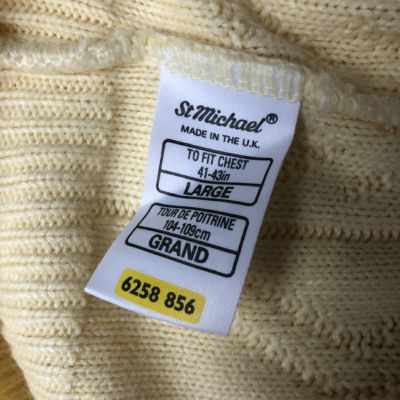 St Michael®
MADE IN THE U.K.
TO FIT CHEST
41-43in
LARGE
TOUR DE POITRINE
104-109cm
GRAND
6258 856